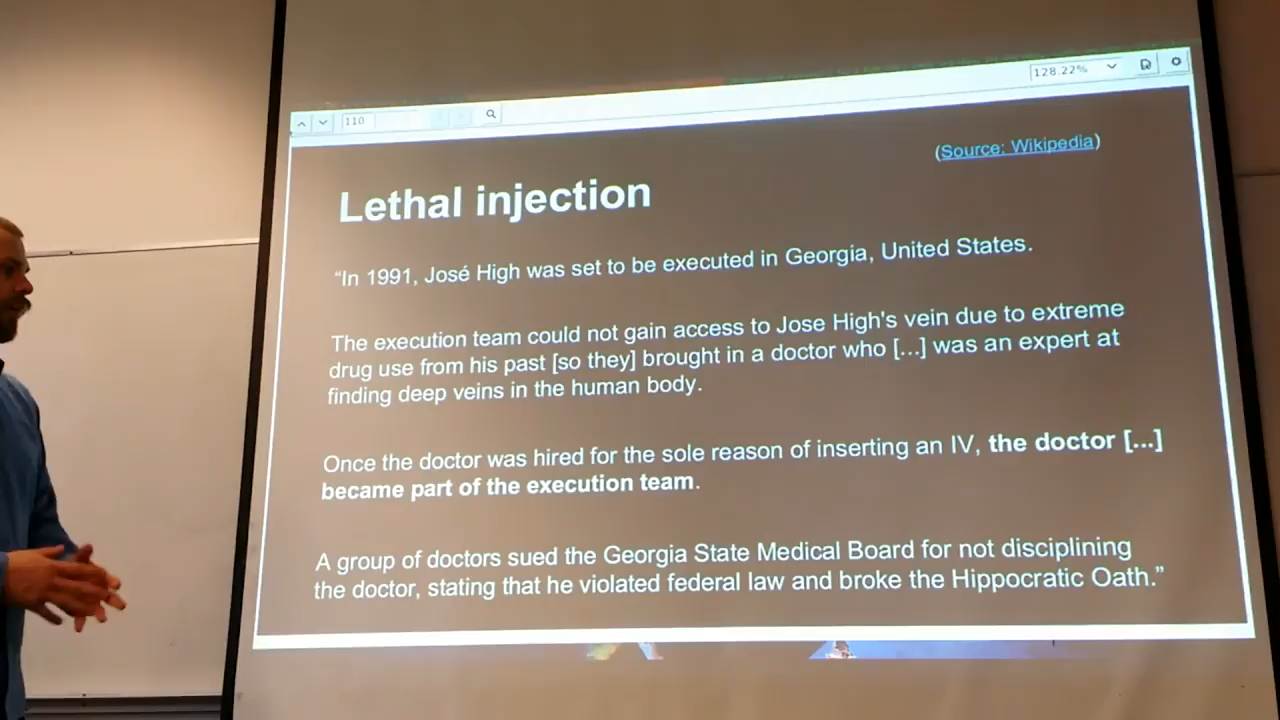 110
128.22%
(Source: Wikipedia)
Lethal injection
“In 1991, José High was set to be executed in Georgia, United States.
The execution team could not gain access to Jose High's vein due to extreme
drug use from his past [so they] brought in a doctor who [...] was an expert at
finding deep veins in the human body.
Once the doctor was hired for the sole reason of inserting an IV, the doctor [...]
became part of the execution team.
A group of doctors sued the Georgia State Medical Board for not disciplining
the doctor, stating that he violated federal law and broke the Hippocratic Oath.”